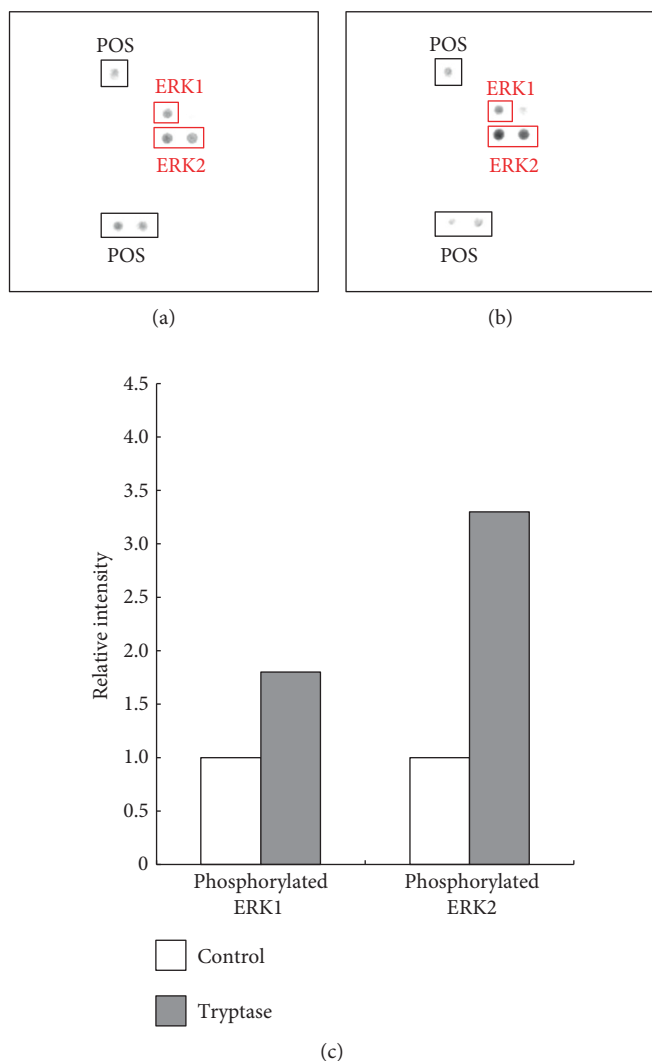 POS
ERK1
ERK2
POS
(a)
POS
ERK1
ERK2
POS
(b)
4.5
4.0
3.5
3.0
2.5
2.0
1.5
1.0
0.5
0
Relative intensity
Phosphorylated
ERK1
Phosphorylated
ERK2
Control
Tryptase
(c)